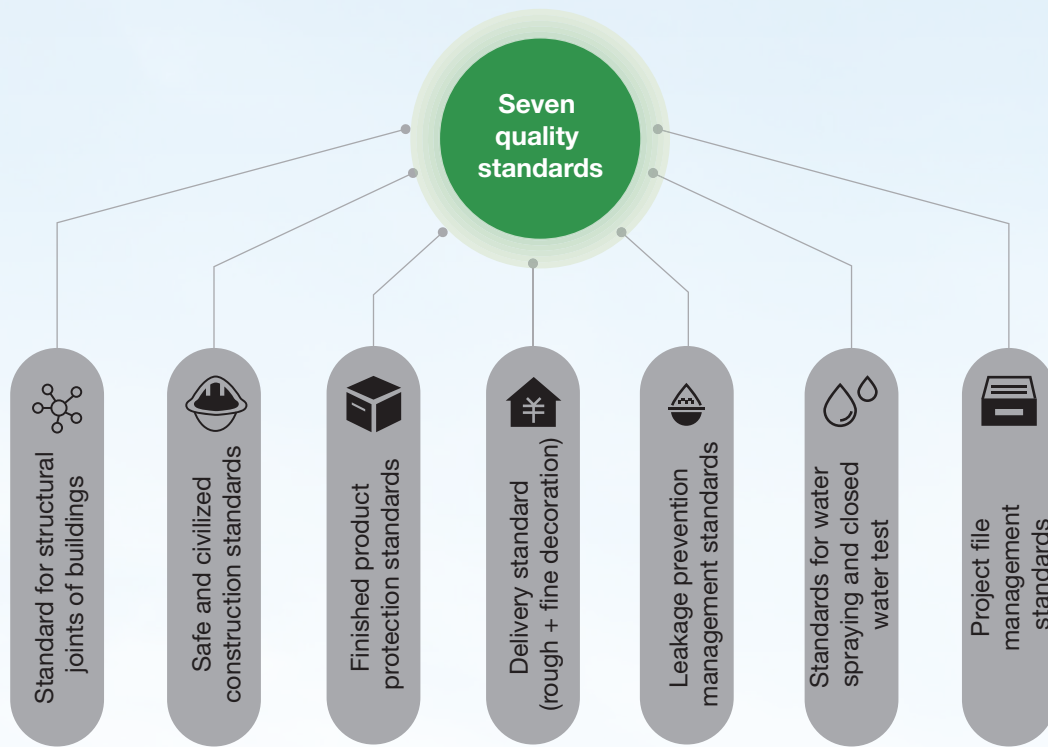 Seven
quality
standards
Standard for structural
joints of buildings
Safe and civilized
construction standards
Finished product
protection standards
Delivery standard
(rough + fine decoration)
Leakage prevention
management standards
Standards for water
spraying and closed
water test
Project file
management
standards